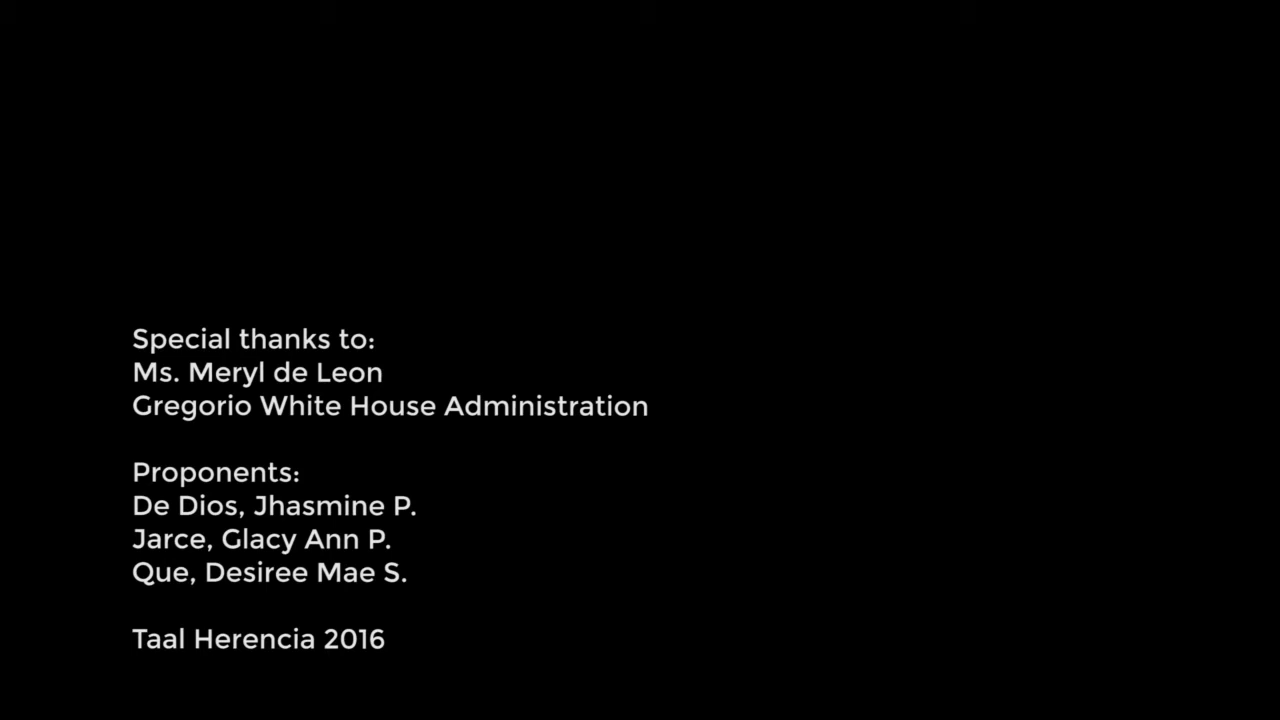 Special thanks to:
Ms. Meryl de Leon
Gregorio White House Administration
Proponents:
De Dios, Jhasmine P.
Jarce, Glacy Ann P.
Que, Desiree Mae S.
Taal Herencia 2016